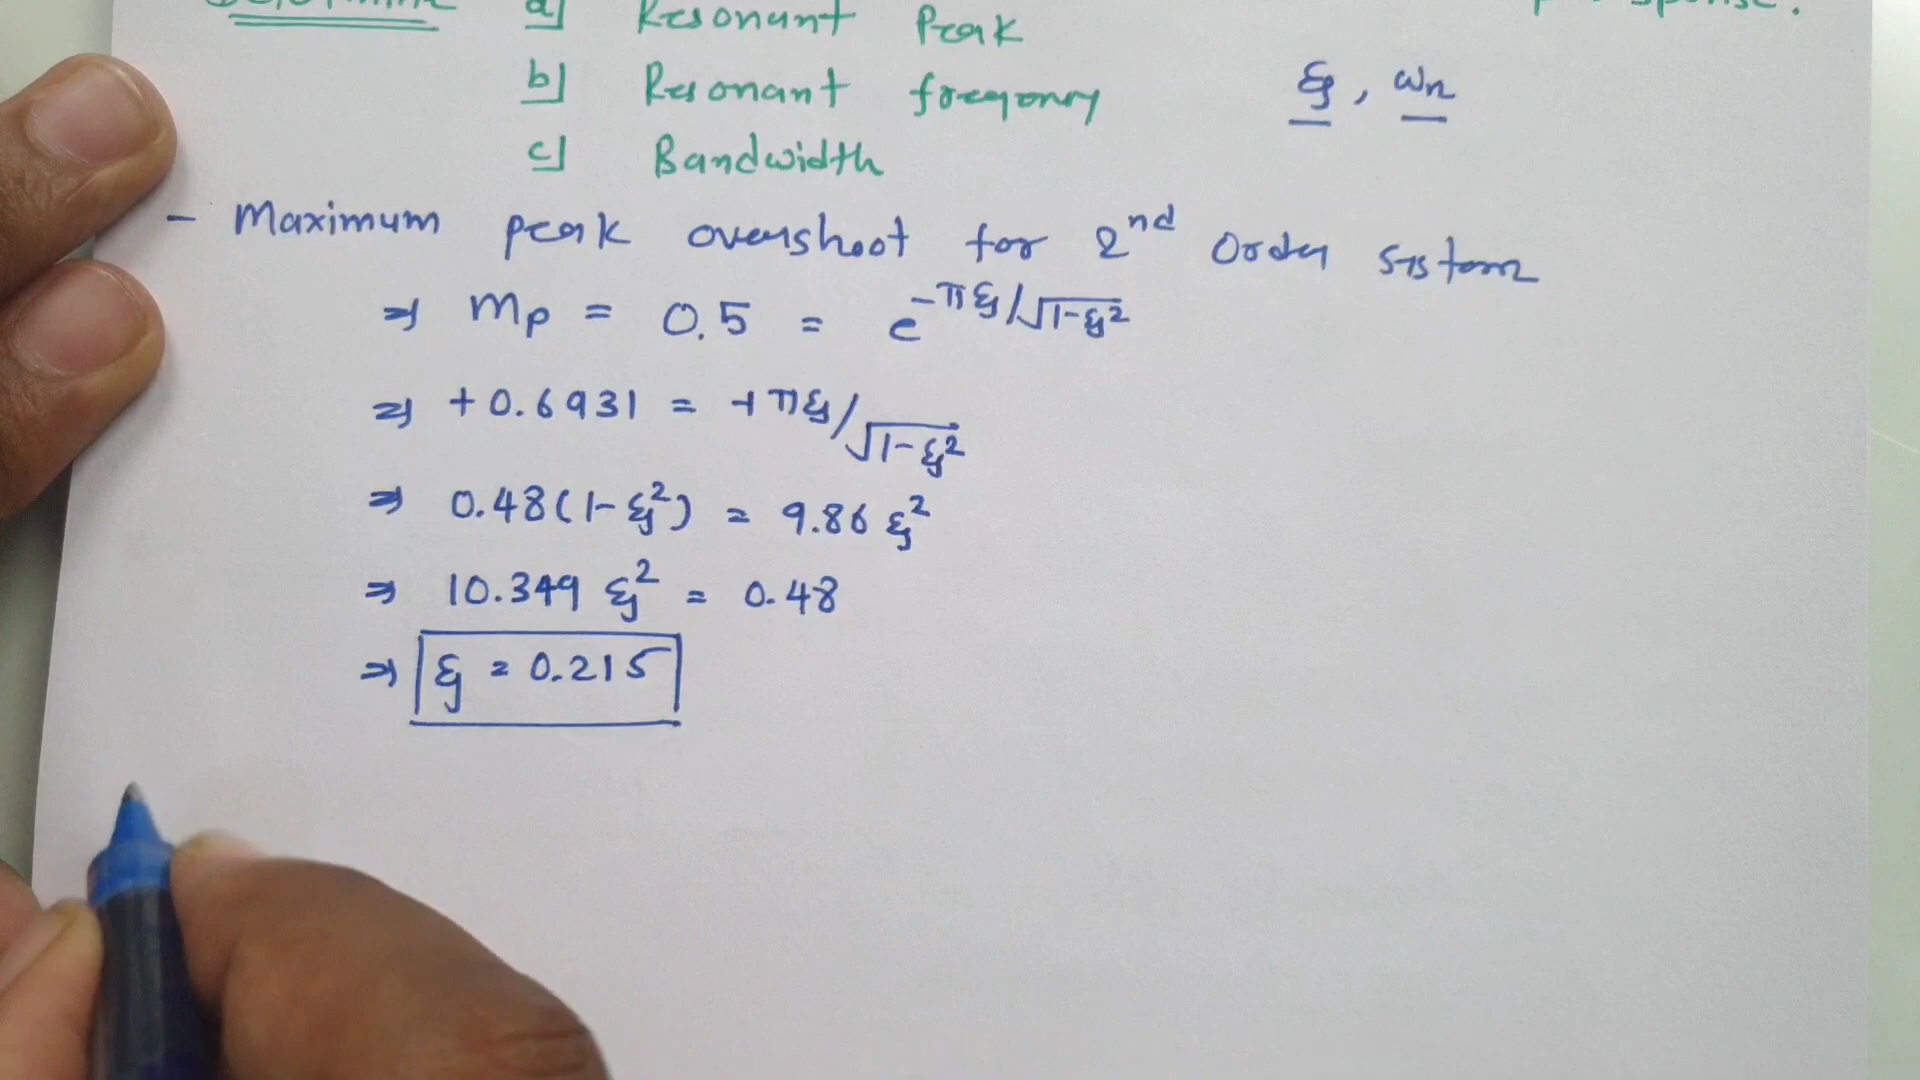 a] Resonant Peak
b] Resonant frequency ξ, ωn
c] Bandwidth
- Maximum peak overshoot for 2nd Order system
⇒ Mp = 0.5 = e^-πξ/√1-ξ²
⇒ +0.6931 = +πξ/√1-ξ²
⇒ 0.48(1-ξ²) = 9.86 ξ²
⇒ 10.349 ξ² = 0.48
⇒ ξ = 0.215